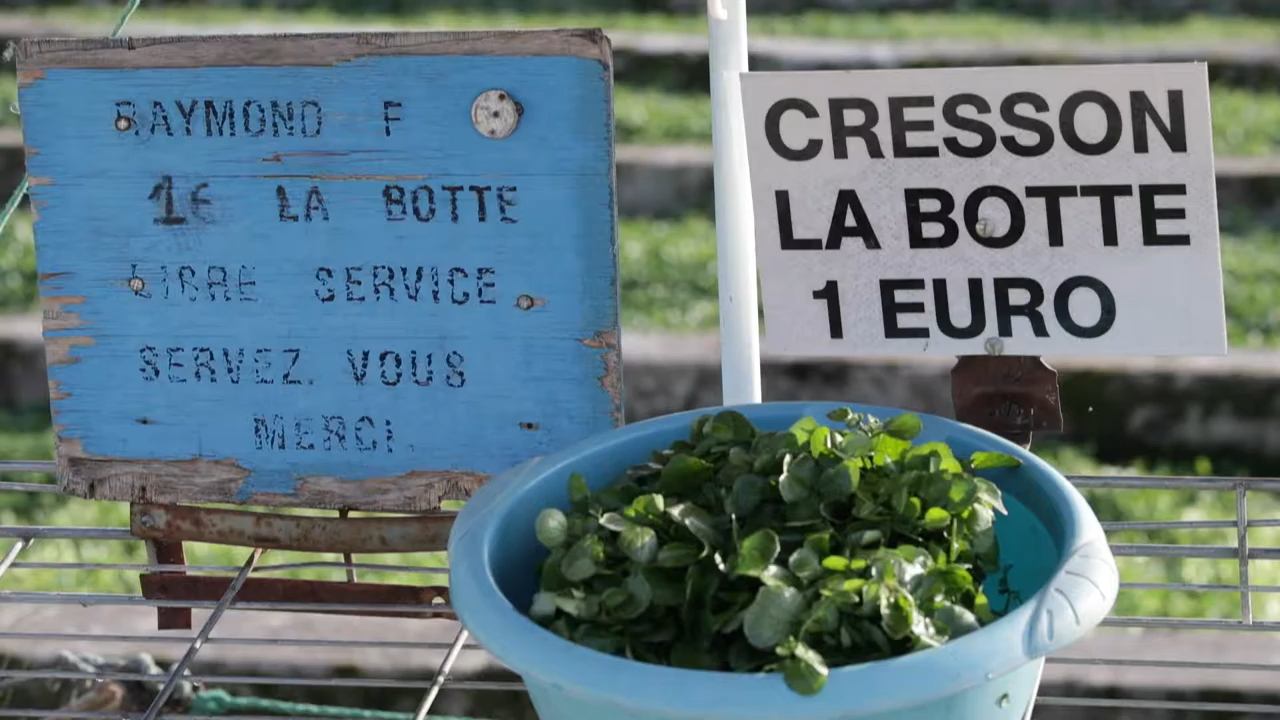 RAYMOND F
1€ LA BOTTE
LIBRE SERVICE
SERVEZ. VOUS
MERCI.
CRESSON
LA BOTTE
1 EURO